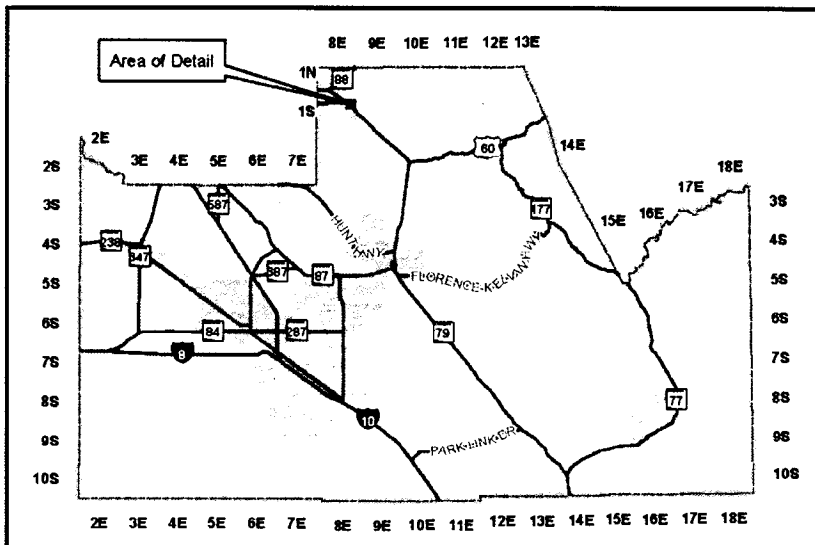 8E 9E 10E 11E 12E 13E
Area of Detail
1N
88
1S
2E
60
14E
3E 4E 5E 6E 7E
2S
18E
17E
3S
587
3S
16E
177
15E
HUNT HWY
4S
238
347
4S
387
87
FLORENCE-KELVIN HWY
5S
5S
6S
84
287
79
6S
7S
8
7S
8S
77
8S
10
9S
PARK LINK DR
9S
10S
10S
2E 3E 4E 5E 6E 7E 8E 9E 10E 11E 12E 13E 14E 15E 16E 17E 18E